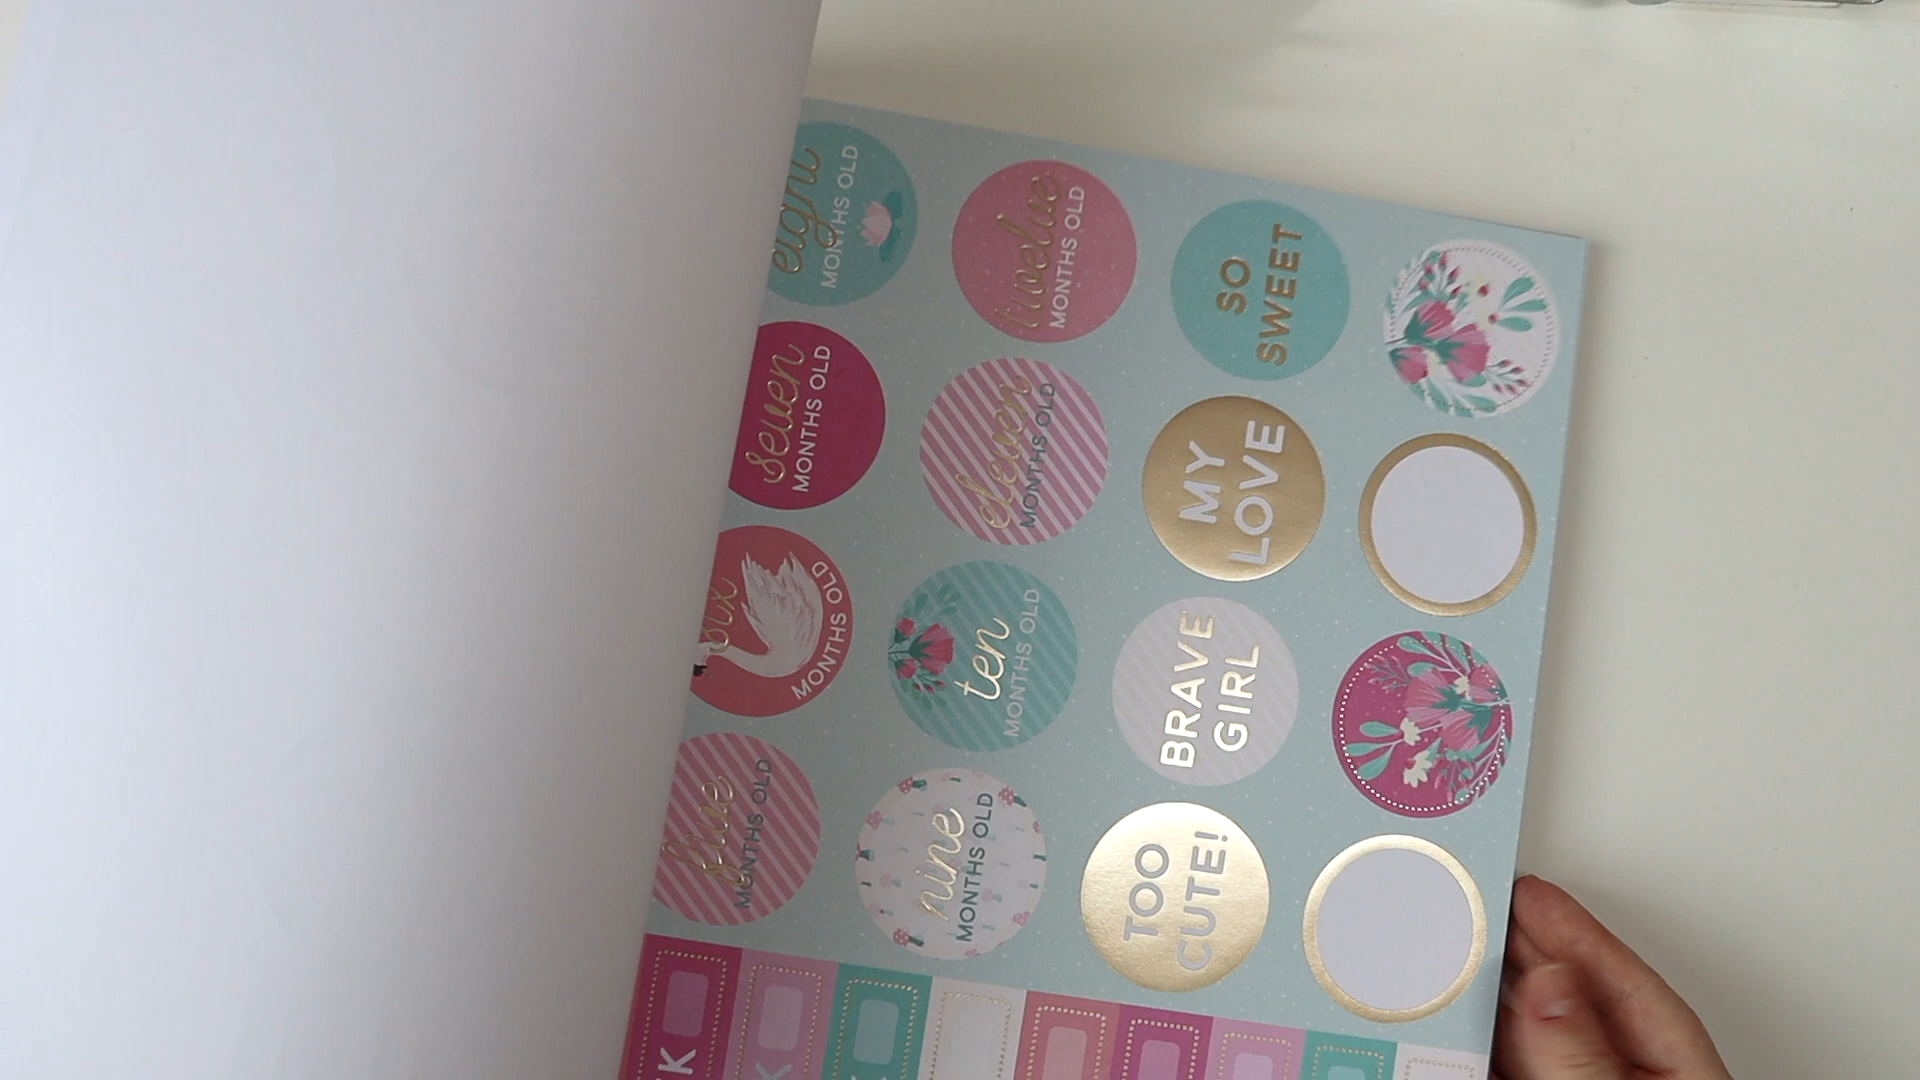 five
MONTHS OLD
six
MONTHS OLD
seven
MONTHS OLD
eight
MONTHS OLD
nine
MONTHS OLD
ten
MONTHS OLD
eleven
MONTHS OLD
twelve
MONTHS OLD
TOO
CUTE!
BRAVE
GIRL
MY
LOVE
SO
SWEET